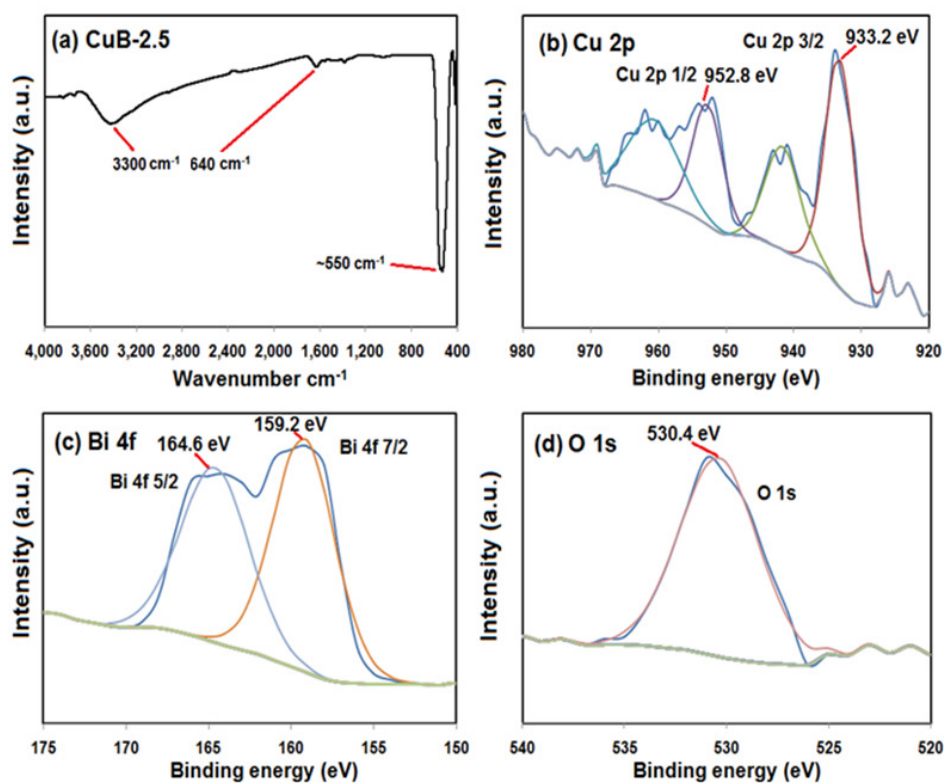 (a) CuB-2.5
Intensity (a.u.)
3300 cm-1
640 cm-1
~550 cm-1
4,000 3,600 3,200 2,800 2,400 2,000 1,600 1,200 800 400
Wavenumber cm-1
(b) Cu 2p
Intensity (a.u.)
Cu 2p 3/2
933.2 eV
Cu 2p 1/2
952.8 eV
980 970 960 950 940 930 920
Binding energy (eV)
(c) Bi 4f
Intensity (a.u.)
164.6 eV
159.2 eV
Bi 4f 7/2
Bi 4f 5/2
175 170 165 160 155 150
Binding energy (eV)
(d) O 1s
Intensity (a.u.)
530.4 eV
O 1s
540 535 530 525 520
Binding energy (eV)